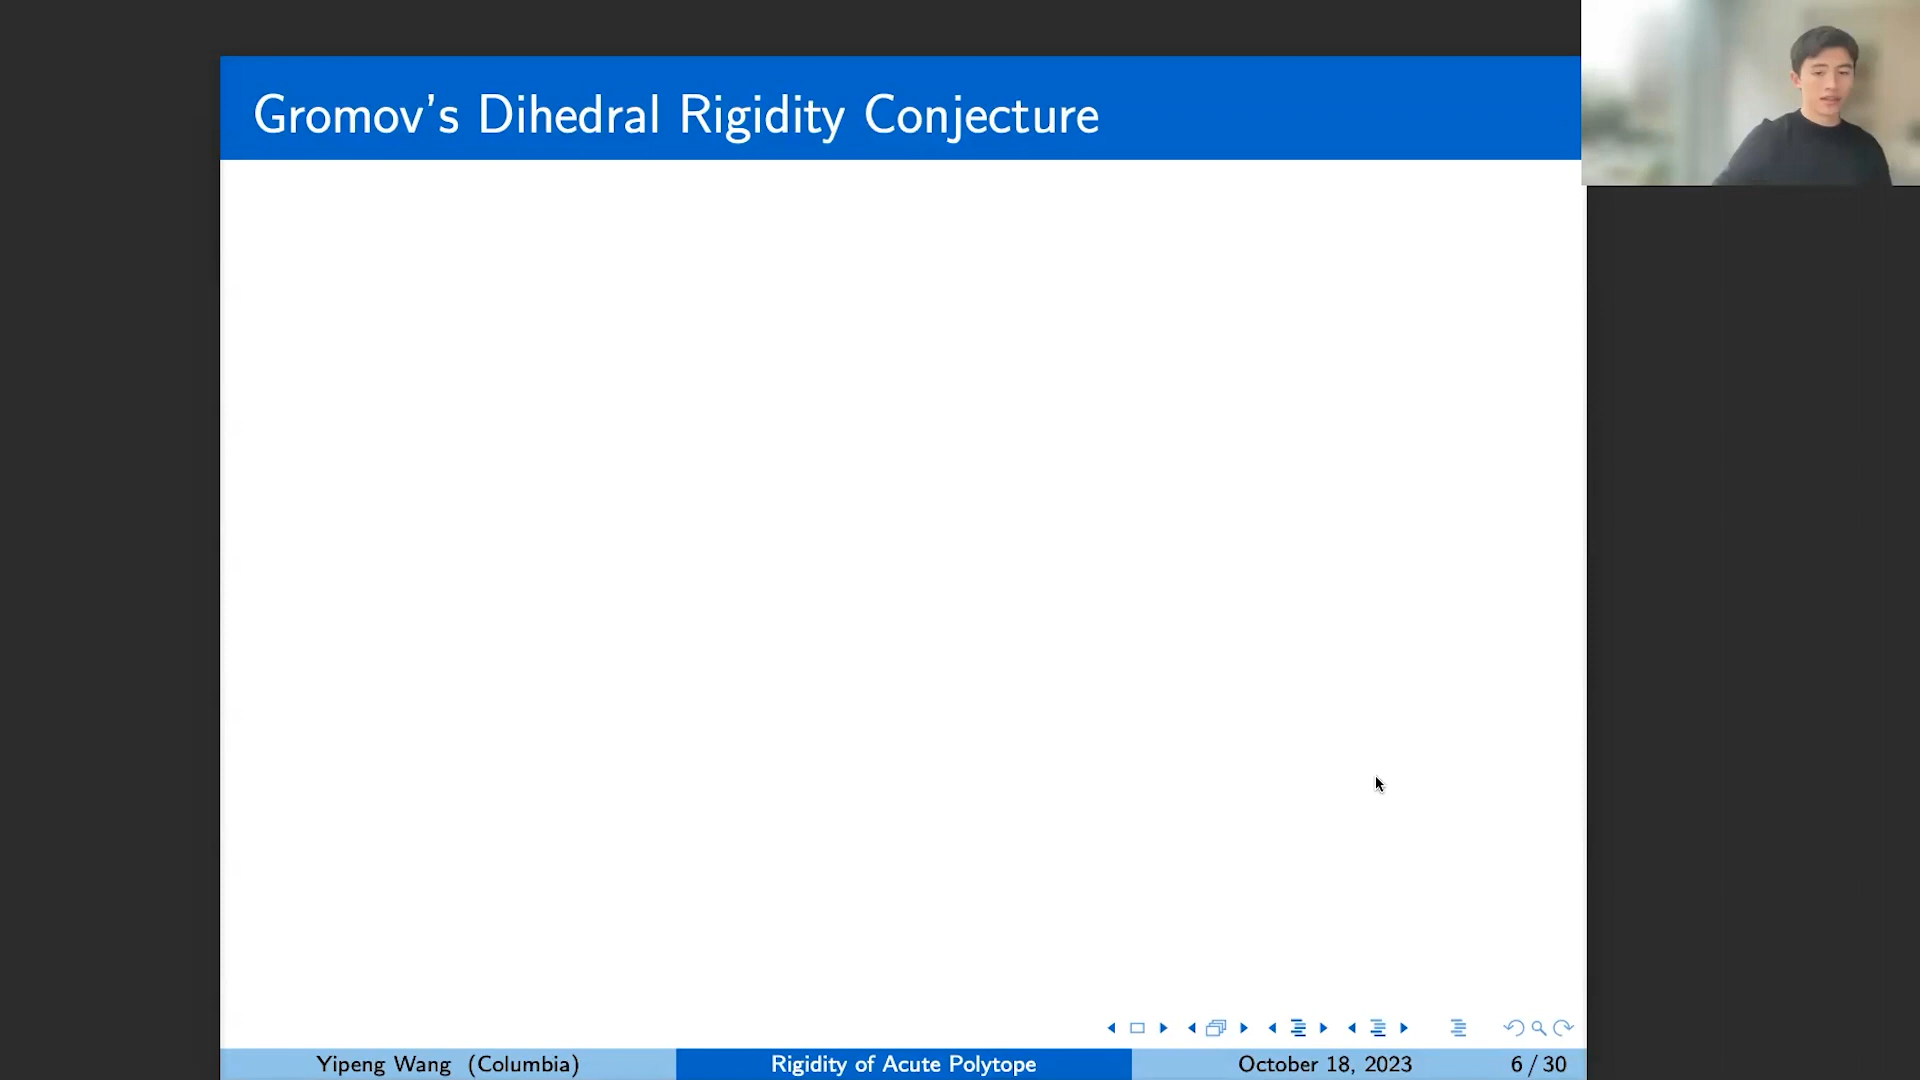 Gromov's Dihedral Rigidity Conjecture
Yipeng Wang (Columbia)
Rigidity of Acute Polytope
October 18, 2023
6 / 30